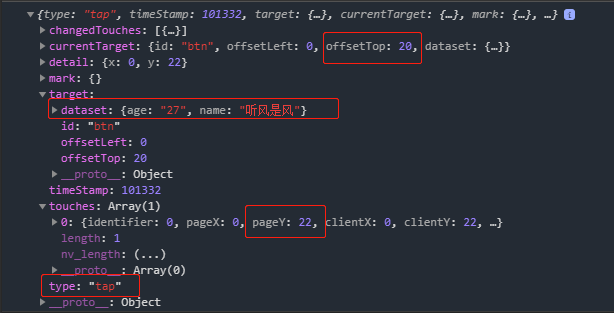 {type: "tap", timeStamp: 101332, target: {…}, currentTarget: {…}, mark: {…}, …}
changedTouches: [{…}]
currentTarget: {id: "btn", offsetLeft: 0, offsetTop: 20, dataset: {…}}
detail: {x: 0, y: 22}
mark: {}
target:
dataset: {age: "27", name: "听风是风"}
id: "btn"
offsetLeft: 0
offsetTop: 20
__proto__: Object
timeStamp: 101332
touches: Array(1)
0: {identifier: 0, pageX: 0, pageY: 22, clientX: 0, clientY: 22, …}
length: 1
nv_length: (...)
__proto__: Array(0)
type: "tap"
__proto__: Object